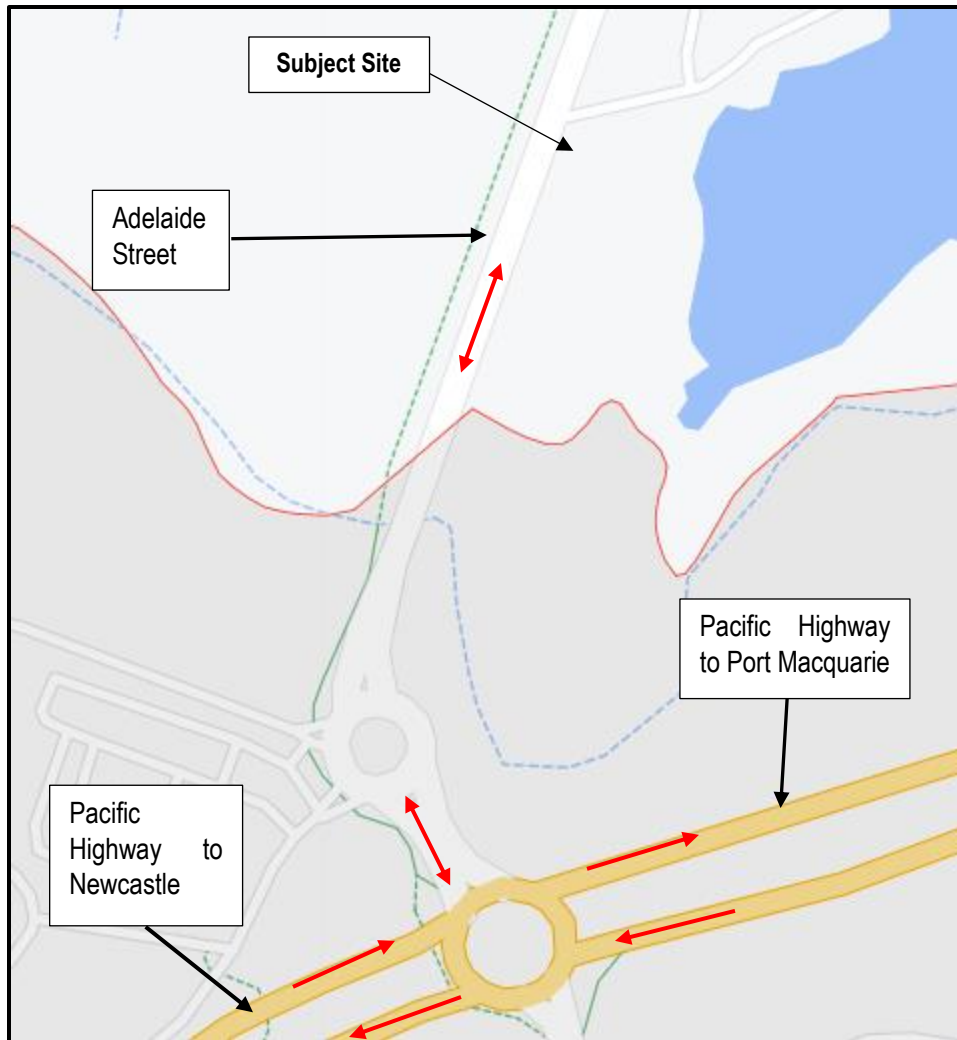 Subject Site
Adelaide
Street
Pacific Highway
to Port Macquarie
Pacific
Highway to
Newcastle